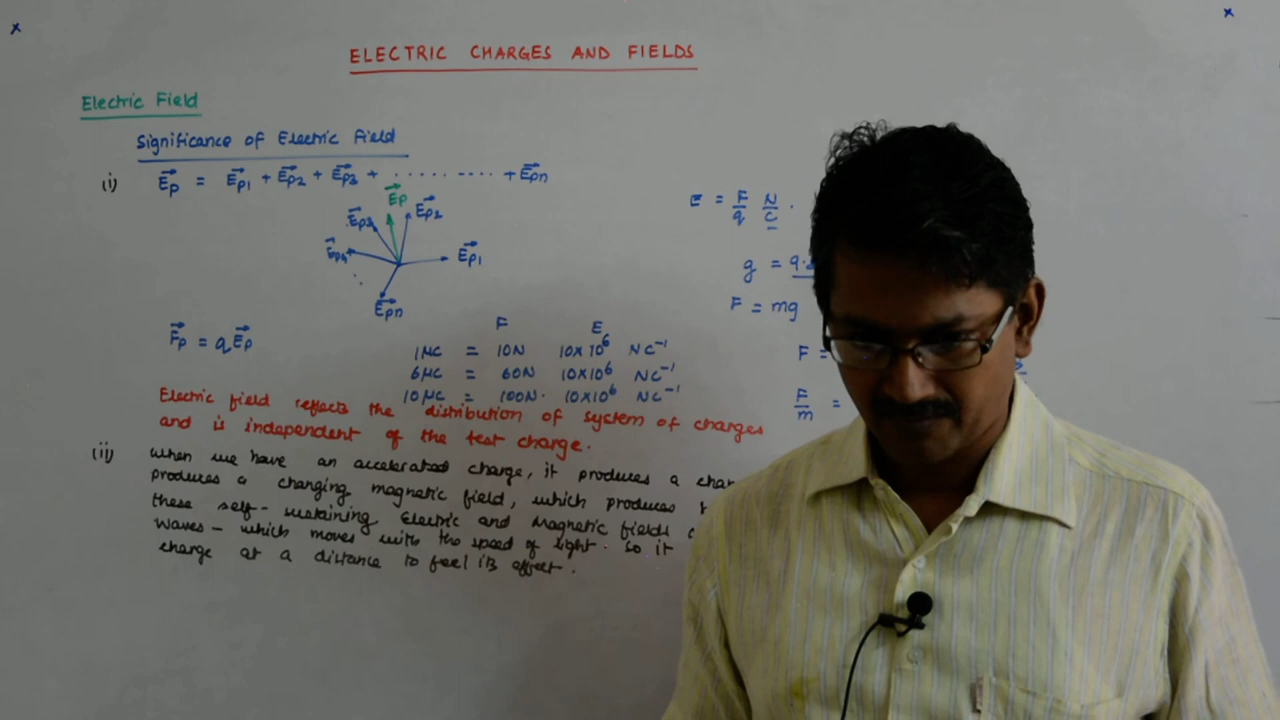 x
x
ELECTRIC CHARGES AND FIELDS
Electric Field
Significance of Electric Field
(i) E⃗p = E⃗p1 + E⃗p2 + E⃗p3 + ........... + E⃗pn
E⃗p
E⃗p3
E⃗p2
E⃗p4
E⃗p1
E⃗pn
F⃗p = qE⃗p
F E
1μC = 10N 10×10⁶ NC⁻¹
6μC = 60N 10×10⁶ NC⁻¹
10μC = 100N. 10×10⁶ NC⁻¹
Electric field reflects the distribution of system of charges
and is independent of the test charge.
(ii) when we have an accelerated charge, it produces a
produces a changing magnetic field, which produces
these self-sustaining Electric and Magnetic fields
waves - which moves with the speed of light. So it
charge at a distance to feel its effect.
E = F/q N/C.
g = 9.
F = mg
F =
F/m =